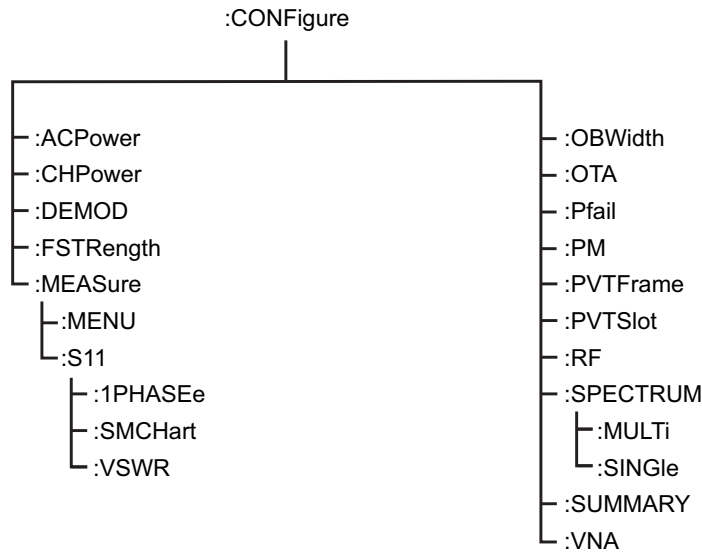 :CONFigure
:ACPower
:CHPower
:DEMOD
:FSTRength
:MEASure
:MENU
:S11
:1PHASEe
:SMCHart
:VSWR
:OBWidth
:OTA
:Pfail
:PM
:PVTFrame
:PVTSlot
:RF
:SPECTRUM
:MULTi
:SINGle
:SUMMARY
:VNA